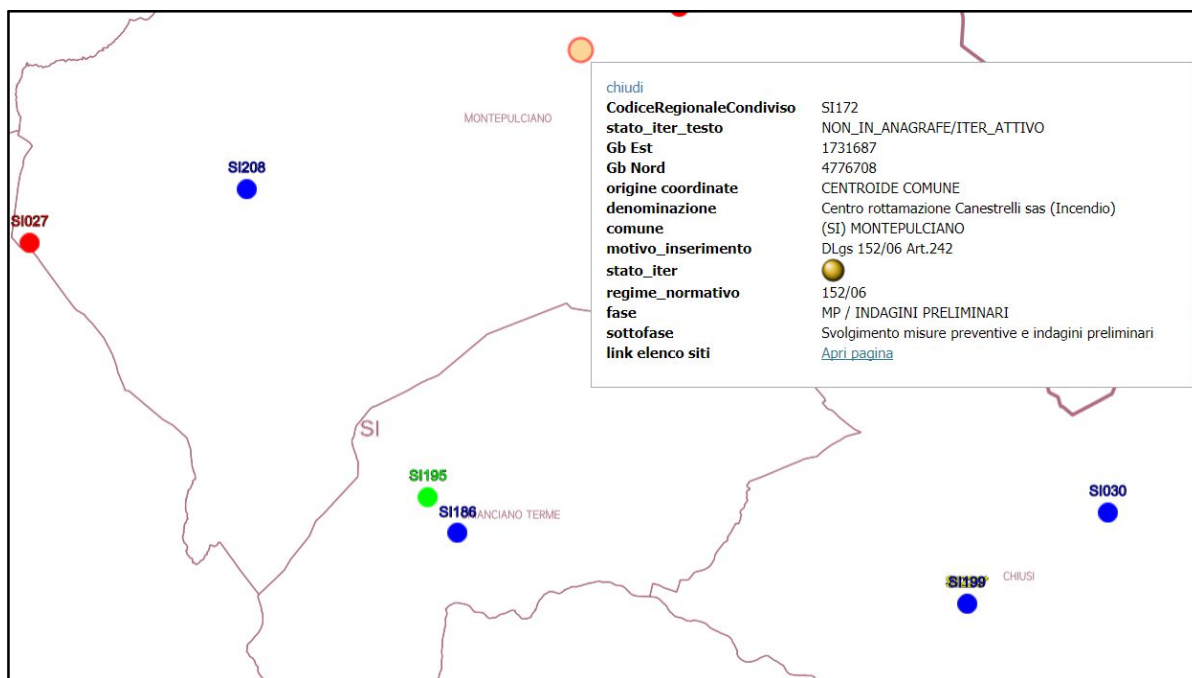 chiudi
CodiceRegionaleCondiviso SI172
stato_iter_testo NON_IN_ANAGRAFE/ITER_ATTIVO
Gb Est 1731687
Gb Nord 4776708
origine coordinate CENTROIDE COMUNE
denominazione Centro rottamazione Canestrelli sas (Incendio)
comune (SI) MONTEPULCIANO
motivo_inserimento DLgs 152/06 Art.242
stato_iter
regime_normativo 152/06
fase MP / INDAGINI PRELIMINARI
sottofase Svolgimento misure preventive e indagini preliminari
link elenco siti Apri pagina
MONTEPULCIANO
SI208
SI027
SI
SI195
SI186
IANCIANO TERME
SI030
SI199
CHIUSI